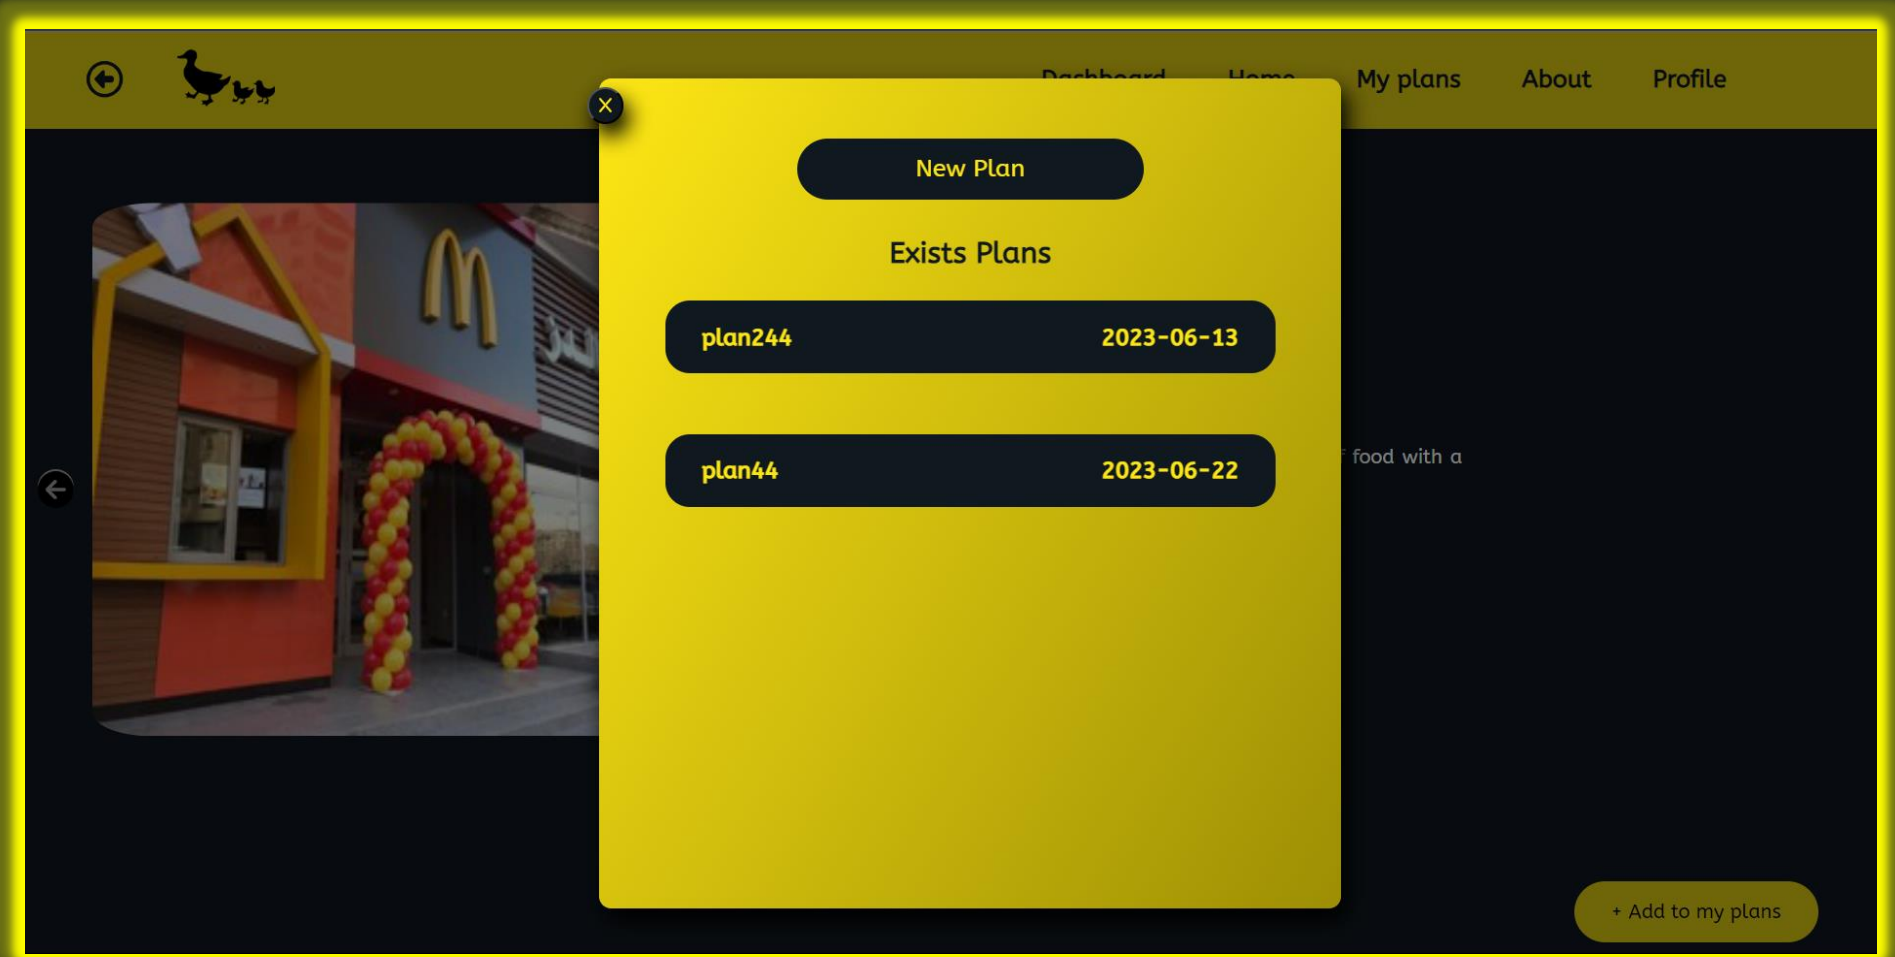 Dashboard Home My plans About Profile
X
New Plan
Exists Plans
plan244 2023-06-13
plan44 2023-06-22
food with a
+ Add to my plans